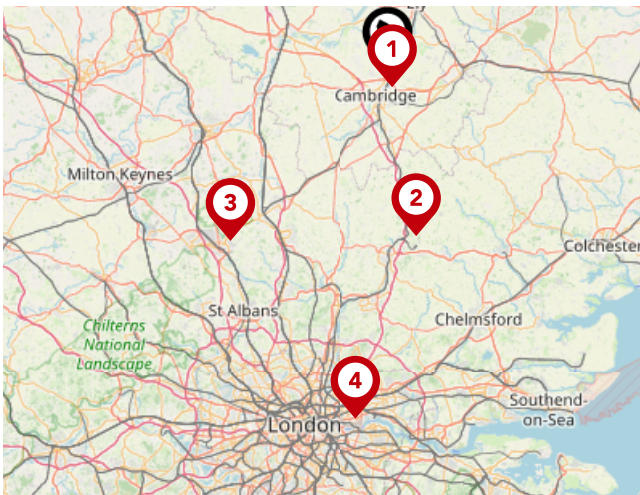 1
Cambridge
Milton Keynes
3
2
Colchester
St Albans
Chelmsford
Chilterns
National
Landscape
4
Southend-
on-Sea
London